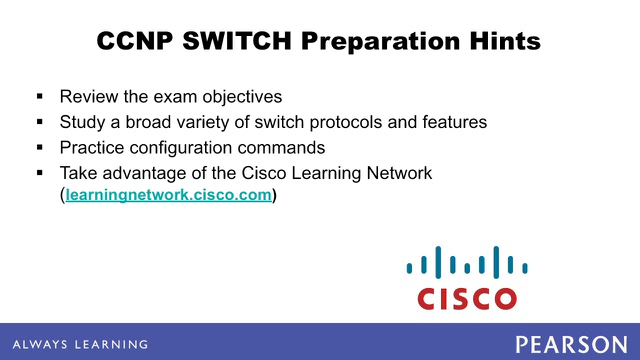 CCNP SWITCH Preparation Hints
▪ Review the exam objectives
▪ Study a broad variety of switch protocols and features
▪ Practice configuration commands
▪ Take advantage of the Cisco Learning Network
(learningnetwork.cisco.com)
CISCO
ALWAYS LEARNING
PEARSON